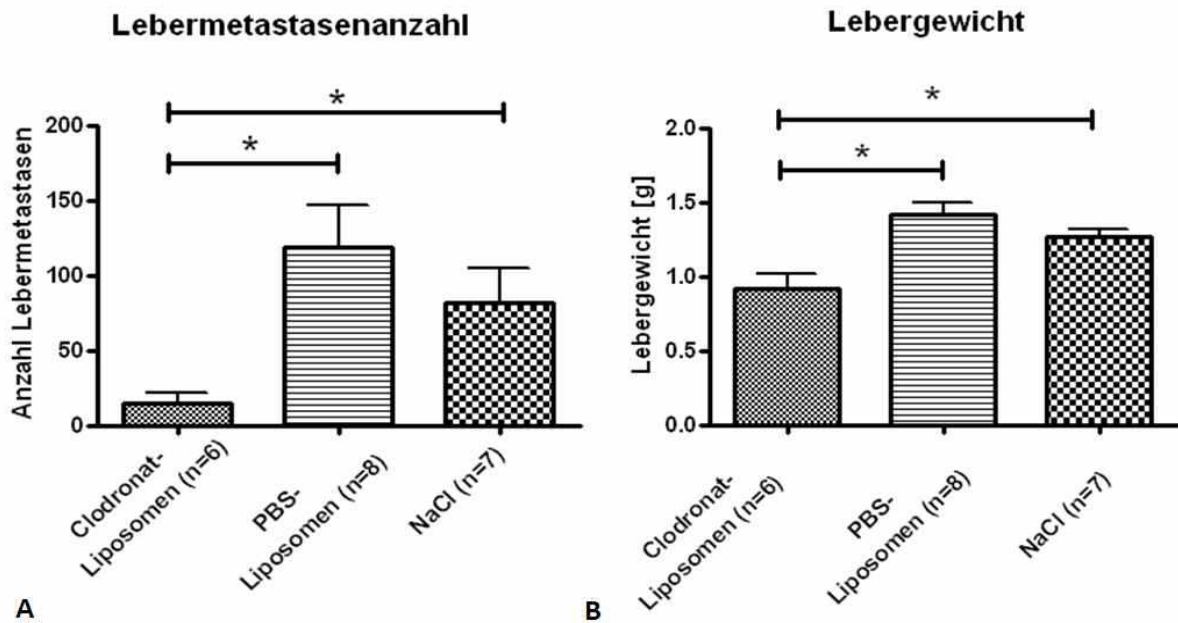 Lebermetastasenanzahl
*
*
Anzahl Lebermetastasen
200
150
100
50
0
Clodronat-
Liposomen (n=6)
PBS-
Liposomen (n=8)
NaCl (n=7)
A
Lebergewicht
*
*
Lebergewicht [g]
2.0
1.5
1.0
0.5
0.0
Clodronat-
Liposomen (n=6)
PBS-
Liposomen (n=8)
NaCl (n=7)
B